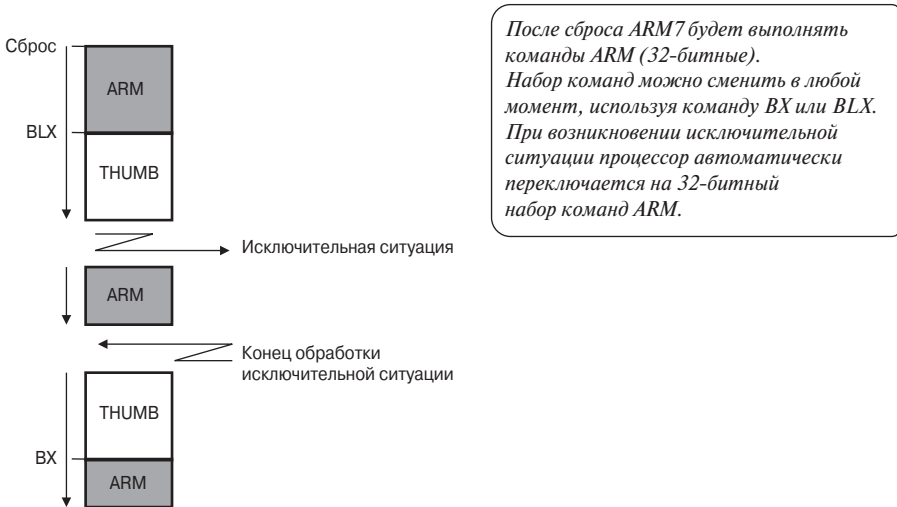 Сброс
ARM
BLX
THUMB
Исключительная ситуация
ARM
Конец обработки
исключительной ситуации
THUMB
BX
ARM
После сброса ARM7 будет выполнять
команды ARM (32-битные).
Набор команд можно сменить в любой
момент, используя команду BX или BLX.
При возникновении исключительной
ситуации процессор автоматически
переключается на 32-битный
набор команд ARM.